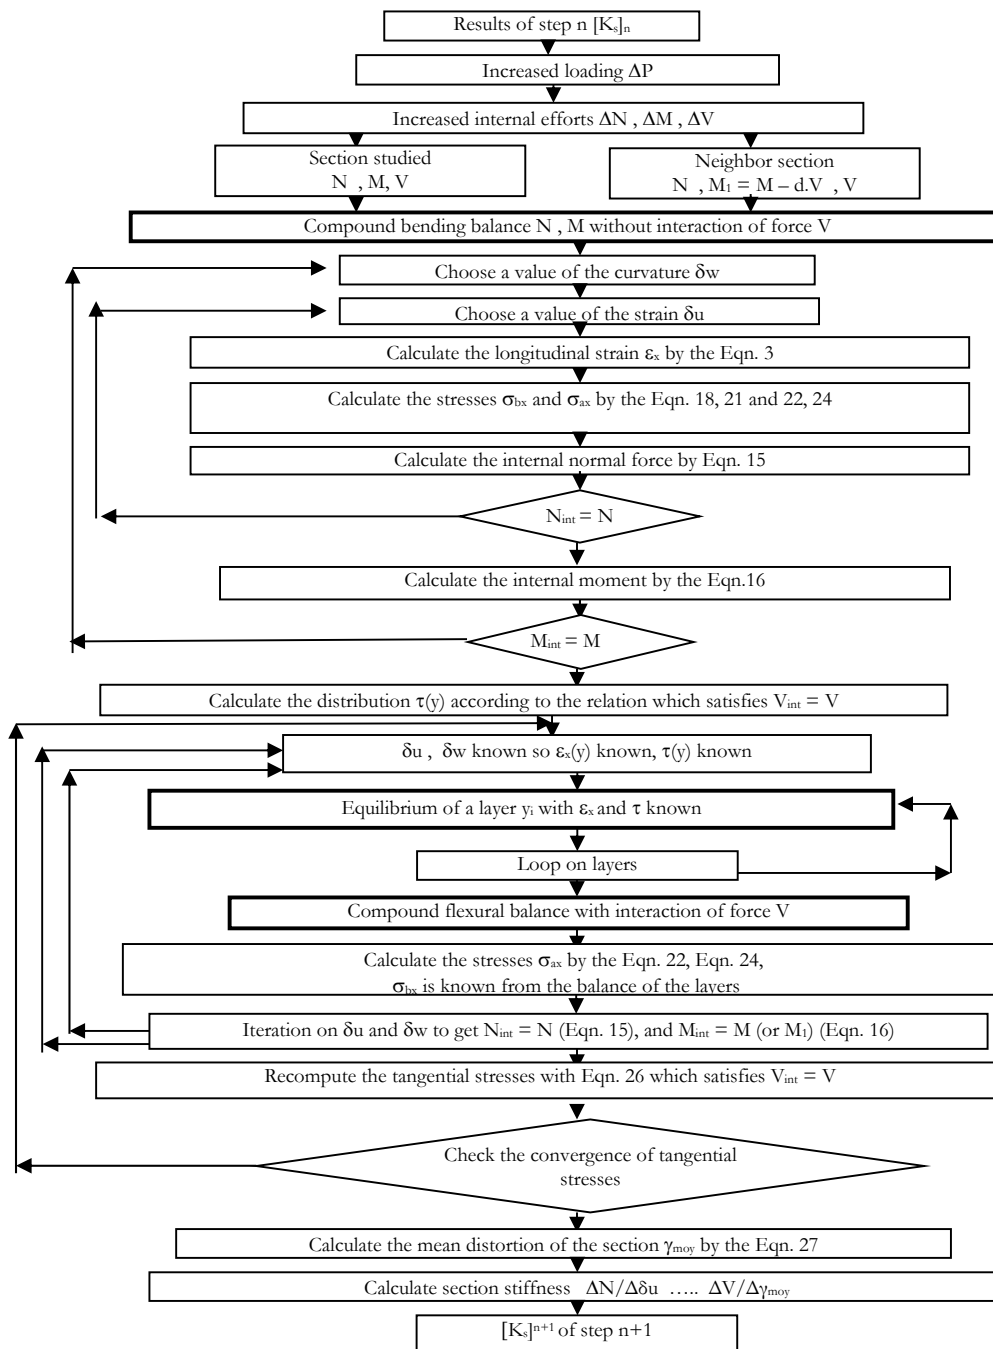 Results of step n [Kₛ]ₙ
Increased loading ΔP
Increased internal efforts ΔN , ΔM , ΔV
Section studied
N , M, V
Neighbor section
N , M₁ = M – d.V , V
Compound bending balance N , M without interaction of force V
Choose a value of the curvature δw
Choose a value of the strain δu
Calculate the longitudinal strain εₓ by the Eqn. 3
Calculate the stresses σbx and σax by the Eqn. 18, 21 and 22, 24
Calculate the internal normal force by Eqn. 15
Nint = N
Calculate the internal moment by the Eqn.16
Mint = M
Calculate the distribution τ(y) according to the relation which satisfies Vint = V
δu , δw known so εₓ(y) known, τ(y) known
Equilibrium of a layer yᵢ with εₓ and τ known
Loop on layers
Compound flexural balance with interaction of force V
Calculate the stresses σax by the Eqn. 22, Eqn. 24,
σbx is known from the balance of the layers
Iteration on δu and δw to get Nint = N (Eqn. 15), and Mint = M (or M₁) (Eqn. 16)
Recompute the tangential stresses with Eqn. 26 which satisfies Vint = V
Check the convergence of tangential
stresses
Calculate the mean distortion of the section γmoy by the Eqn. 27
Calculate section stiffness ΔN/Δδu ….. ΔV/Δγmoy
[Kₛ]ⁿ⁺¹ of step n+1